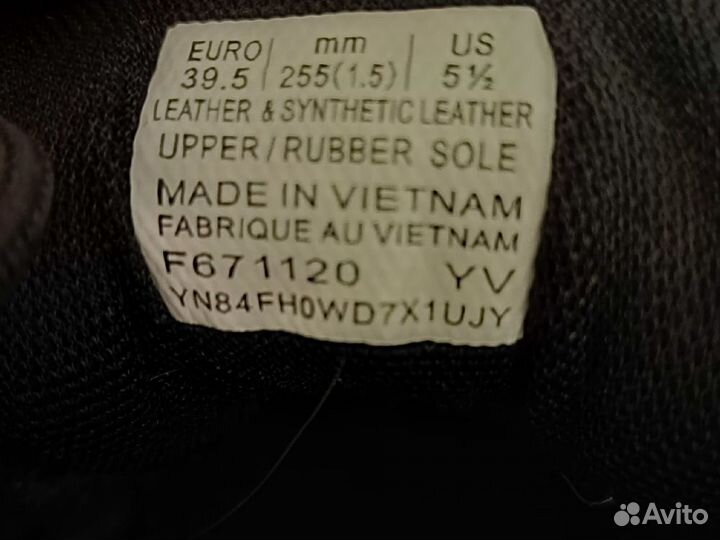 EURO | mm | US
39.5 | 255(1.5) | 5½
LEATHER & SYNTHETIC LEATHER
UPPER / RUBBER SOLE
MADE IN VIETNAM
FABRIQUE AU VIETNAM
F671120 YV
YN84FH0WD7X1UJY
Avito